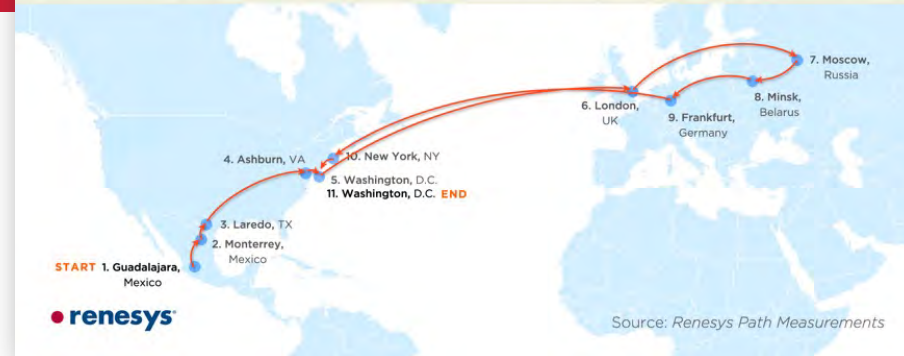 7. Moscow,
Russia
6. London,
UK
8. Minsk,
Belarus
9. Frankfurt,
Germany
4. Ashburn, VA
10. New York, NY
5. Washington, D.C.
11. Washington, D.C. END
3. Laredo, TX
2. Monterrey,
Mexico
START 1. Guadalajara,
Mexico
renesys
Source: Renesys Path Measurements